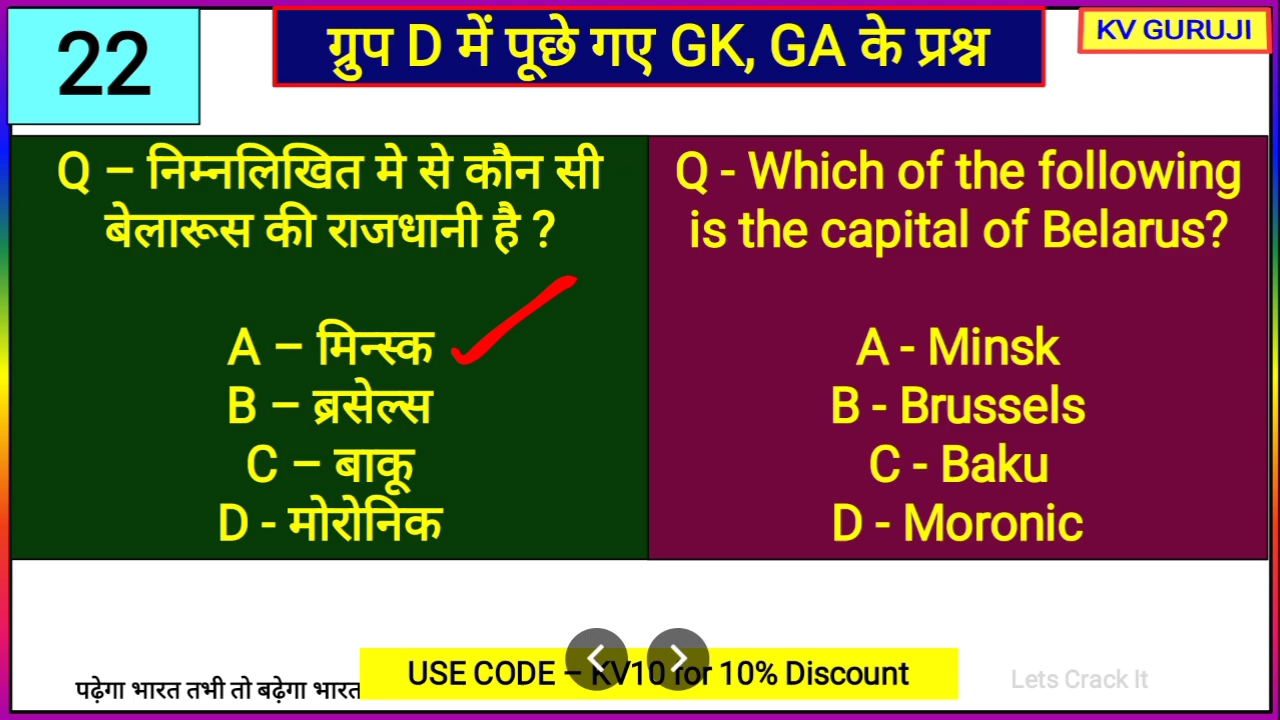 22
ग्रुप D में पूछे गए GK, GA के प्रश्न
KV GURUJI
Q – निम्नलिखित मे से कौन सी
बेलारूस की राजधानी है ?
A – मिन्स्क
B – ब्रसेल्स
C – बाकू
D - मोरोनिक
Q - Which of the following
is the capital of Belarus?
A - Minsk
B - Brussels
C - Baku
D - Moronic
पढ़ेगा भारत तभी तो बढ़ेगा भारत
USE CODE – KV10 for 10% Discount
Lets Crack It